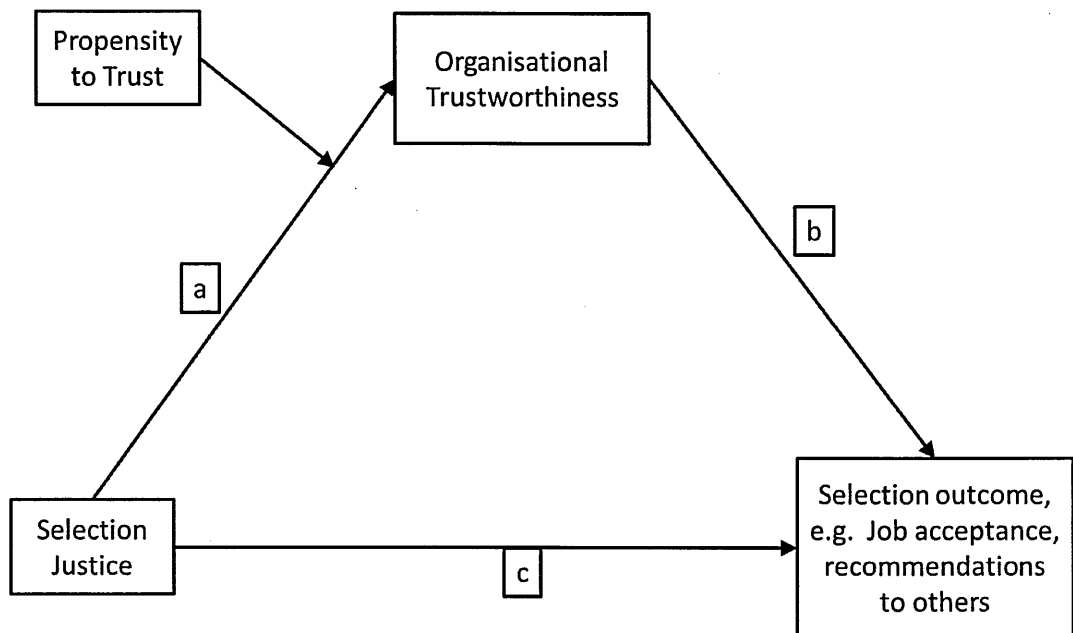 Propensity
to Trust
Organisational
Trustworthiness
a
b
Selection
Justice
c
Selection outcome,
e.g. Job acceptance,
recommendations
to others